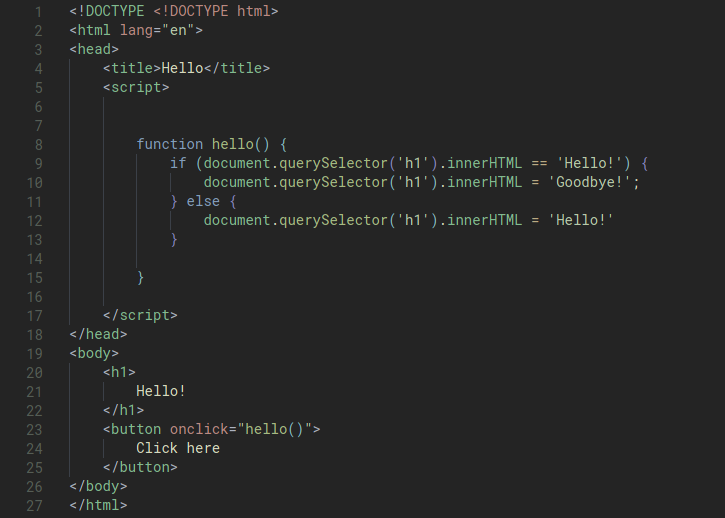 1 <!DOCTYPE <!DOCTYPE html>
2 <html lang="en">
3 <head>
4 <title>Hello</title>
5 <script>
6
7
8 function hello() {
9 if (document.querySelector('h1').innerHTML == 'Hello!') {
10 document.querySelector('h1').innerHTML = 'Goodbye!';
11 } else {
12 document.querySelector('h1').innerHTML = 'Hello!'
13 }
14
15 }
16
17 </script>
18 </head>
19 <body>
20 <h1>
21 Hello!
22 </h1>
23 <button onclick="hello()">
24 Click here
25 </button>
26 </body>
27 </html>